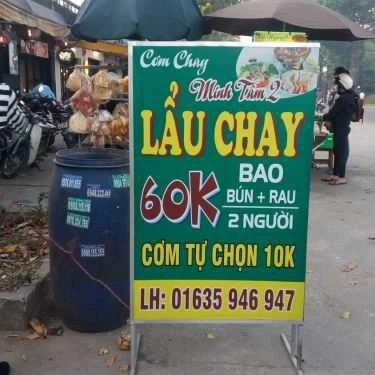 Cơm Chay
Minh Tâm 2
LẨU CHAY
60K
BAO
BÚN + RAU
2 NGƯỜI
CƠM TỰ CHỌN 10K
LH: 01635 946 947